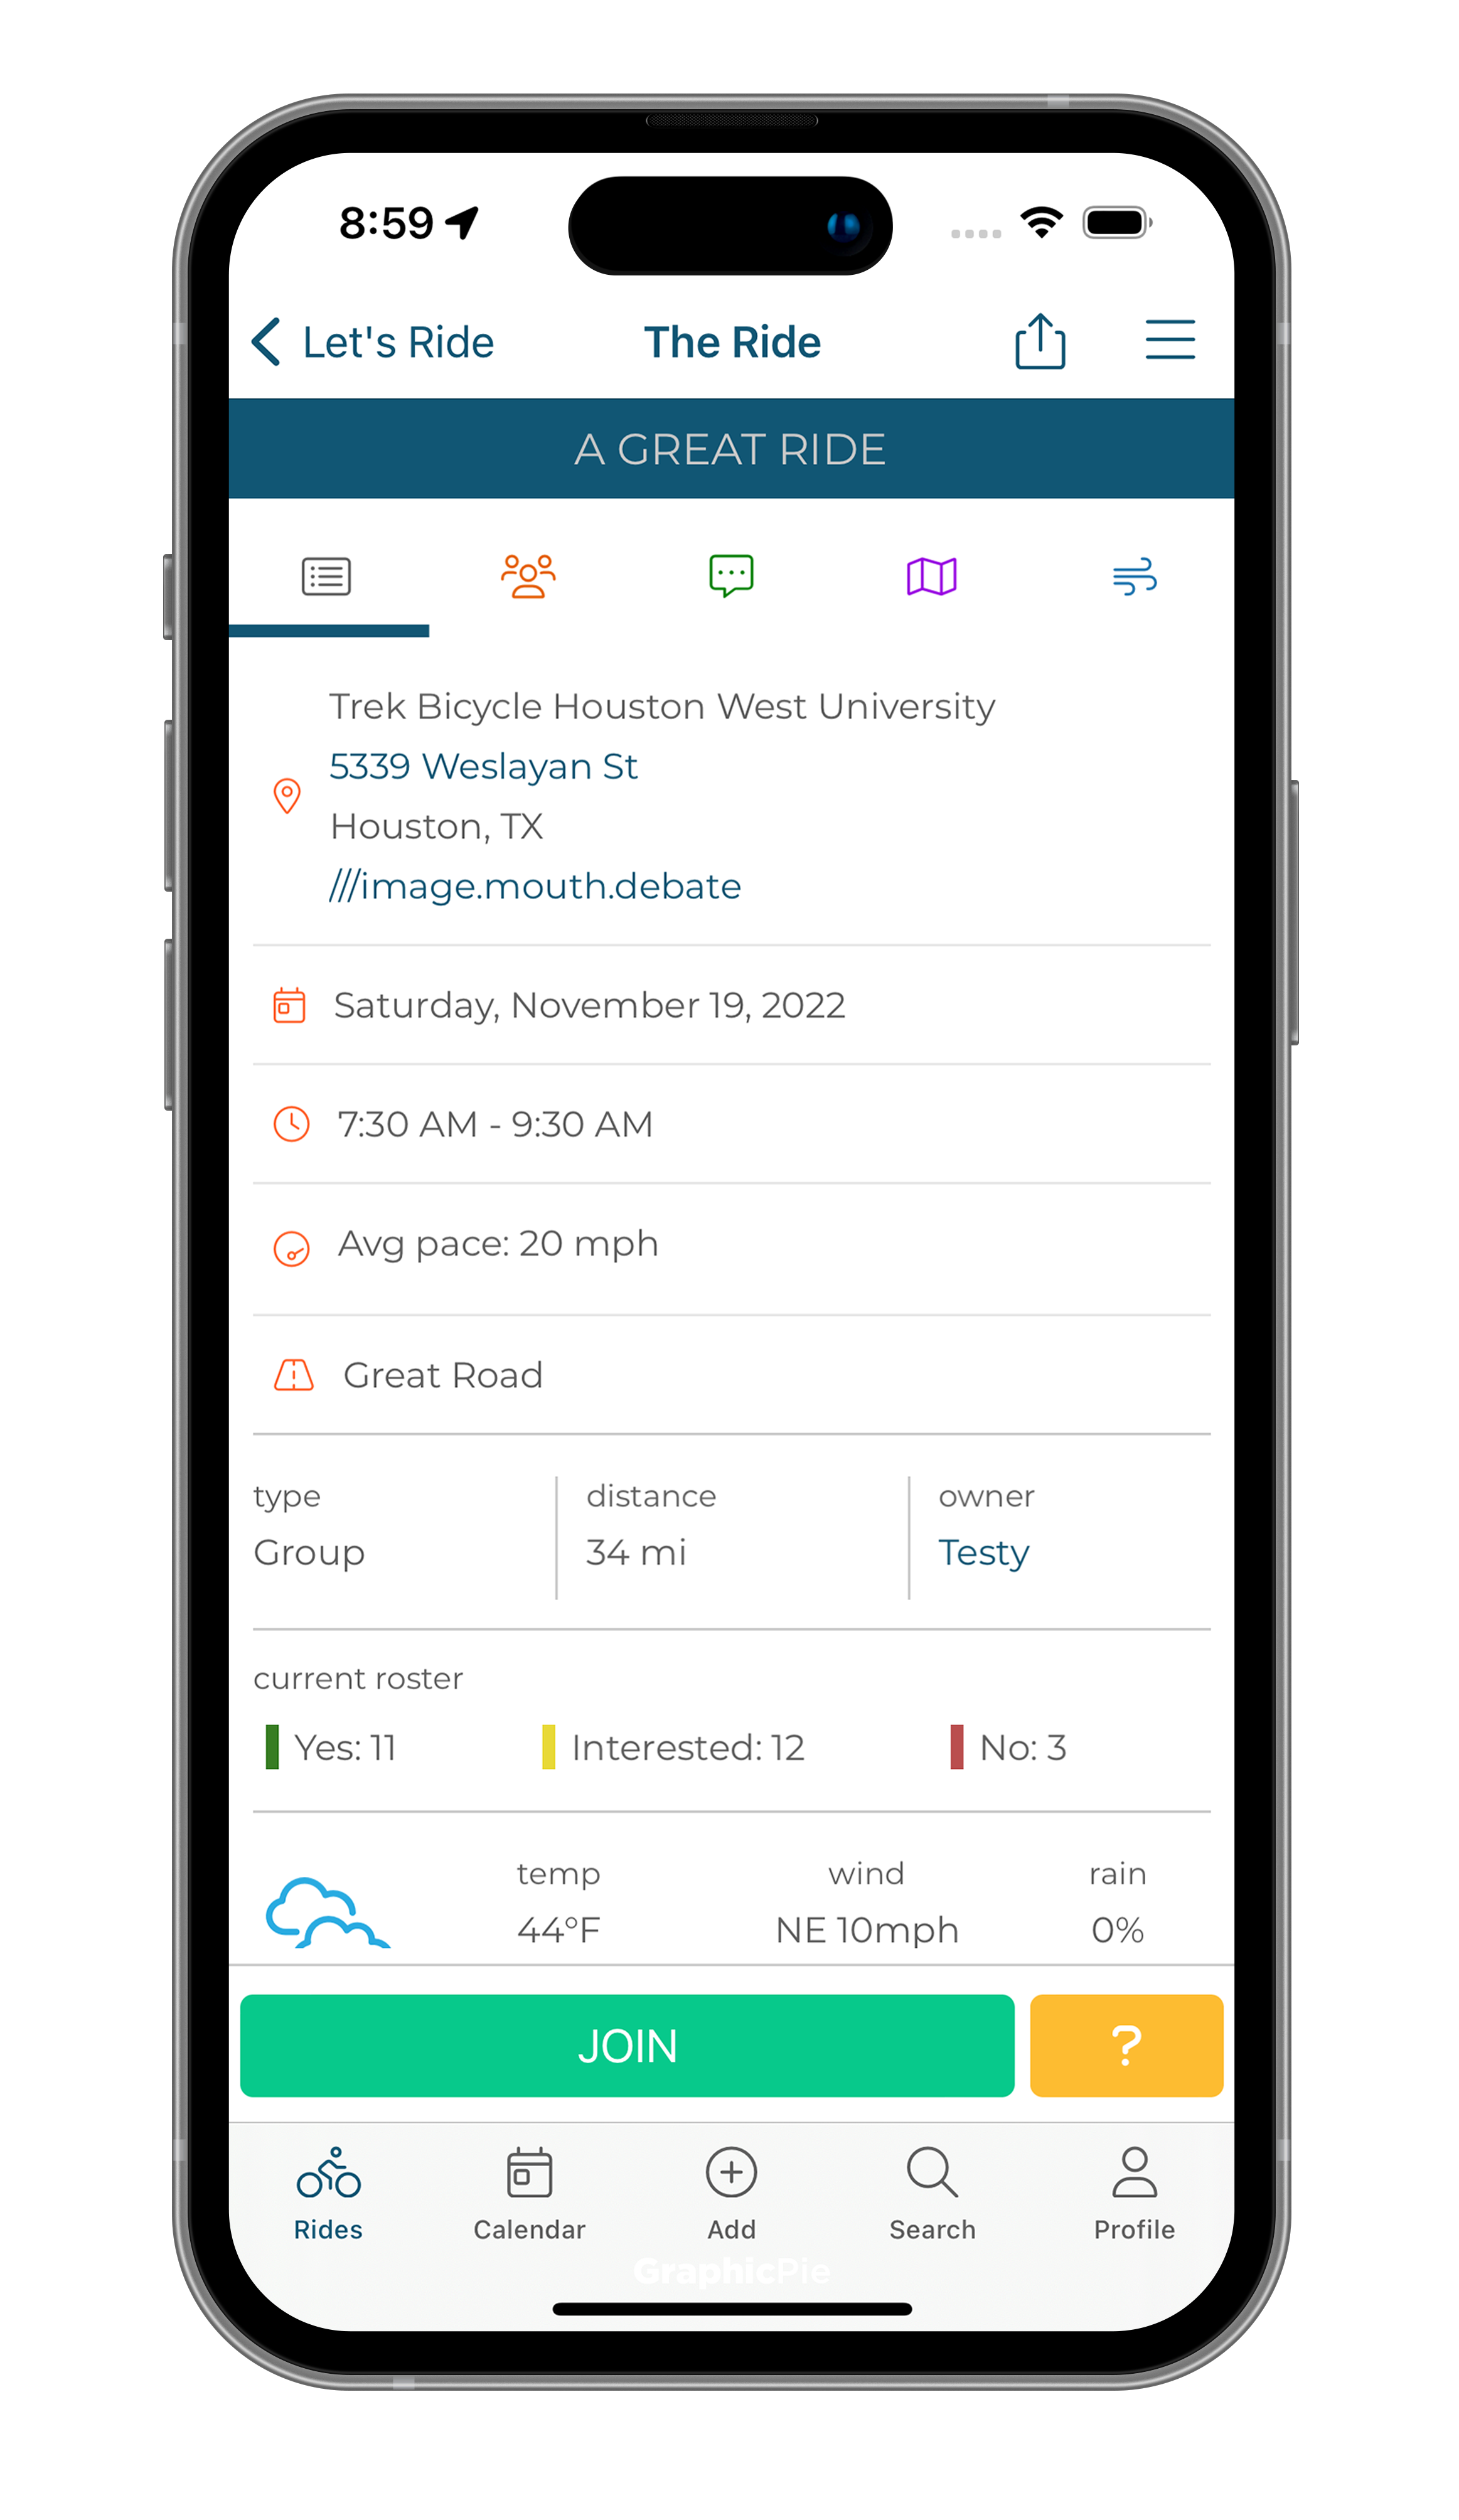 8:59
Let's Ride
The Ride
A GREAT RIDE
Trek Bicycle Houston West University
5339 Weslayan St
Houston, TX
///image.mouth.debate
Saturday, November 19, 2022
7:30 AM - 9:30 AM
Avg pace: 20 mph
Great Road
type
distance
owner
Group
34 mi
Testy
current roster
Yes: 11
Interested: 12
No: 3
temp
wind
rain
44°F
NE 10mph
0%
JOIN
?
Rides
Calendar
Add
Search
Profile
GraphicPie